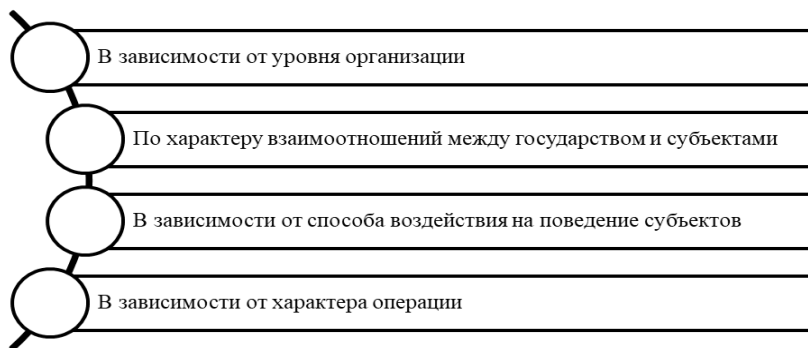 В зависимости от уровня организации
По характеру взаимоотношений между государством и субъектами
В зависимости от способа воздействия на поведение субъектов
В зависимости от характера операции